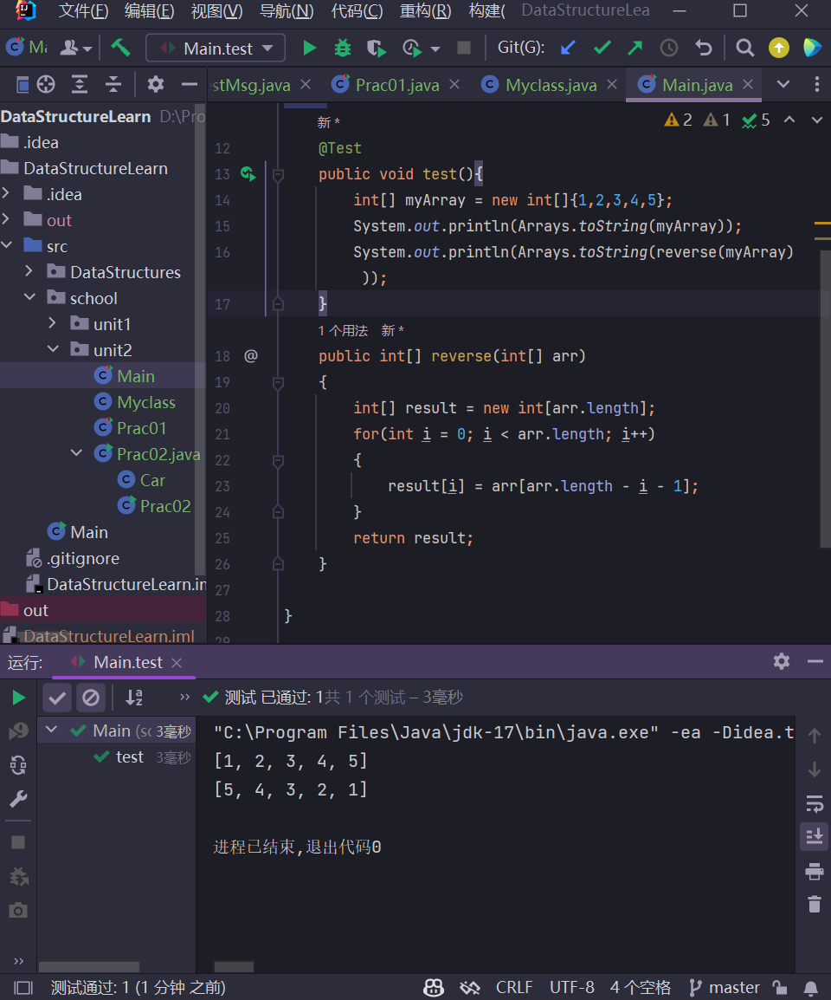 文件(F) 编辑(E) 视图(V) 导航(N) 代码(C) 重构(R) 构建( DataStructureLea
Main.test Git(G):
stMsg.java Prac01.java Myclass.java Main.java
DataStructureLearn D:\Pro
.idea
DataStructureLearn
.idea
out
src
DataStructures
school
unit1
unit2
Main
Myclass
Prac01
Prac02.java
Car
Prac02
Main
.gitignore
DataStructureLearn.im
out
DataStructureLearn.iml
2 1 5
新 *
12 @Test
13 public void test(){
14 int[] myArray = new int[]{1,2,3,4,5};
15 System.out.println(Arrays.toString(myArray));
16 System.out.println(Arrays.toString(reverse(myArray)
));
17 }
1 个用法 新 *
18 @ public int[] reverse(int[] arr)
19 {
20 int[] result = new int[arr.length];
21 for(int i = 0; i < arr.length; i++)
22 {
23 result[i] = arr[arr.length - i - 1];
24 }
25 return result;
26 }
27
28 }
29
运行: Main.test
测试 已通过: 1共 1 个测试 – 3毫秒
Main (sc 3毫秒
test 3毫秒
"C:\Program Files\Java\jdk-17\bin\java.exe" -ea -Didea.t
[1, 2, 3, 4, 5]
[5, 4, 3, 2, 1]
进程已结束,退出代码0
测试通过: 1 (1 分钟 之前) CRLF UTF-8 4 个空格 master